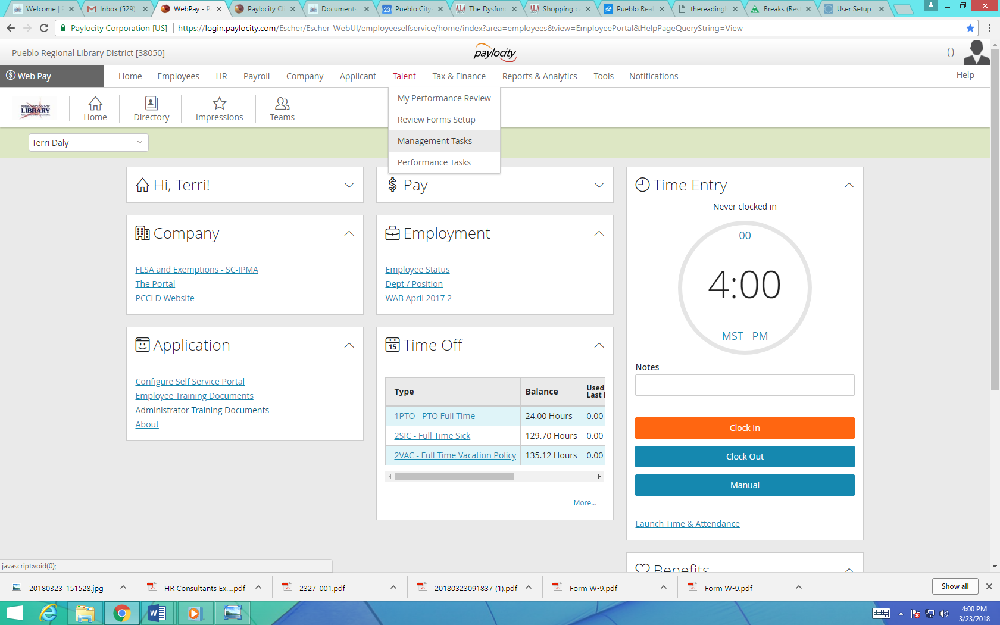 Welcome | P
Inbox (529)
WebPay - P
Paylocity C
Documents
Pueblo City
The Dysfun
Shopping ca
Pueblo Real
thereadingh
Breaks (Res
User Setup
Paylocity Corporation [US]
https://login.paylocity.com/Escher/Escher_WebUI/employeeselfservice/home/index?area=employees&view=EmployeePortal&HelpPageQueryString=View
Pueblo Regional Library District [38050]
paylocity
0
Web Pay
Home Employees HR Payroll Company Applicant Talent Tax & Finance Reports & Analytics Tools Notifications
Help
LIBRARY
Home
Directory
Impressions
Teams
My Performance Review
Review Forms Setup
Management Tasks
Performance Tasks
Terri Daly
Hi, Terri!
Company
FLSA and Exemptions - SC-IPMA
The Portal
PCCLD Website
Application
Configure Self Service Portal
Employee Training Documents
Administrator Training Documents
About
Pay
Employment
Employee Status
Dept / Position
WAB April 2017 2
15
Time Off
Type Balance Used
Last
1PTO - PTO Full Time 24.00 Hours 0.00
2SIC - Full Time Sick 129.70 Hours 0.00
2VAC - Full Time Vacation Policy 135.12 Hours 0.00
More...
Time Entry
Never clocked in
00
4:00
MST PM
Notes
Clock In
Clock Out
Manual
Launch Time & Attendance
Benefits
javascript:void(0);
20180323_151528.jpg
HR Consultants Ex....pdf
2327_001.pdf
20180323091837 (1).pdf
Form W-9.pdf
Form W-9.pdf
Show all
4:00 PM
3/23/2018